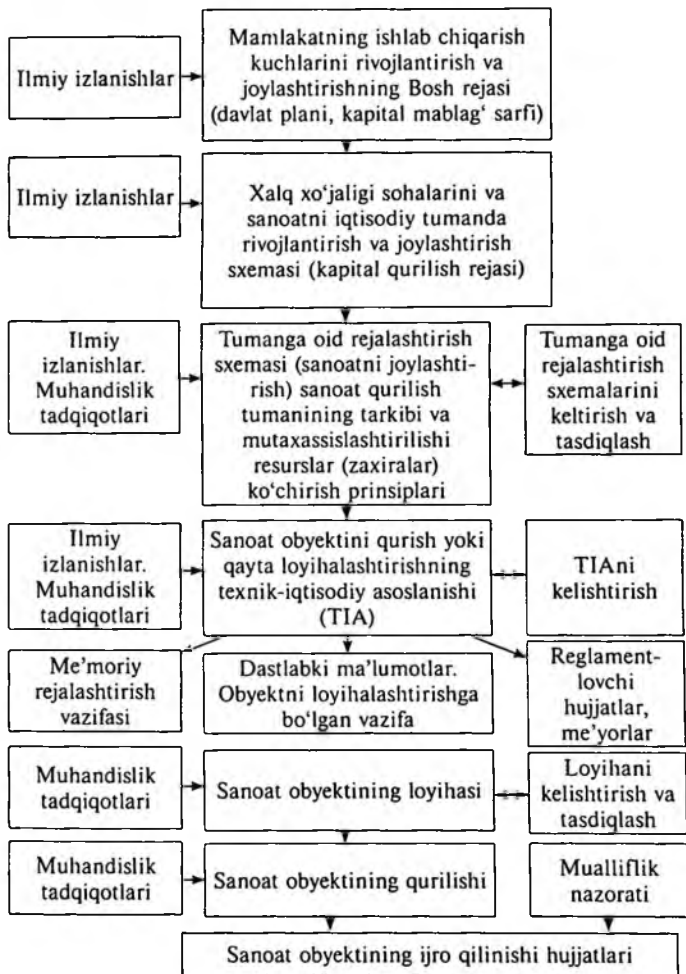 Ilmiy izlanishlar
Mamlakatning ishlab chiqarish
kuchlarini rivojlantirish va
joylashtirishning Bosh rejasi
(davlat plani, kapital mablag‘ sarfi)
Ilmiy izlanishlar
Xalq xo‘jaligi sohalarini va
sanoatni iqtisodiy tumanda
rivojlantirish va joylashtirish
sxemasi (kapital qurilish rejasi)
Ilmiy
izlanishlar.
Muhandislik
tadqiqotlari
Tumanga oid rejalashtirish
sxemasi (sanoatni joylashti-
rish) sanoat qurilish
tumanining tarkibi va
mutaxassislashtirilishi
resurslar (zaxiralar)
ko‘chirish prinsiplari
Tumanga oid
rejalashtirish
sxemalarini
keltirish va
tasdiqlash
Ilmiy
izlanishlar.
Muhandislik
tadqiqotlari
Sanoat obyektini qurish yoki
qayta loyihalashtirishning
texnik-iqtisodiy asoslanishi
(TIA)
TIAni
kelishtirish
Me’moriy
rejalashtirish
vazifasi
Dastlabki ma’lumotlar.
Obyektni loyihalashtirishga
bo‘lgan vazifa
Reglament-
lovchi
hujjatlar,
me’yorlar
Muhandislik
tadqiqotlari
Sanoat obyektining loyihasi
Loyihani
kelishtirish va
tasdiqlash
Muhandislik
tadqiqotlari
Sanoat obyektining qurilishi
Mualliflik
nazorati
Sanoat obyektining ijro qilinishi hujjatlari